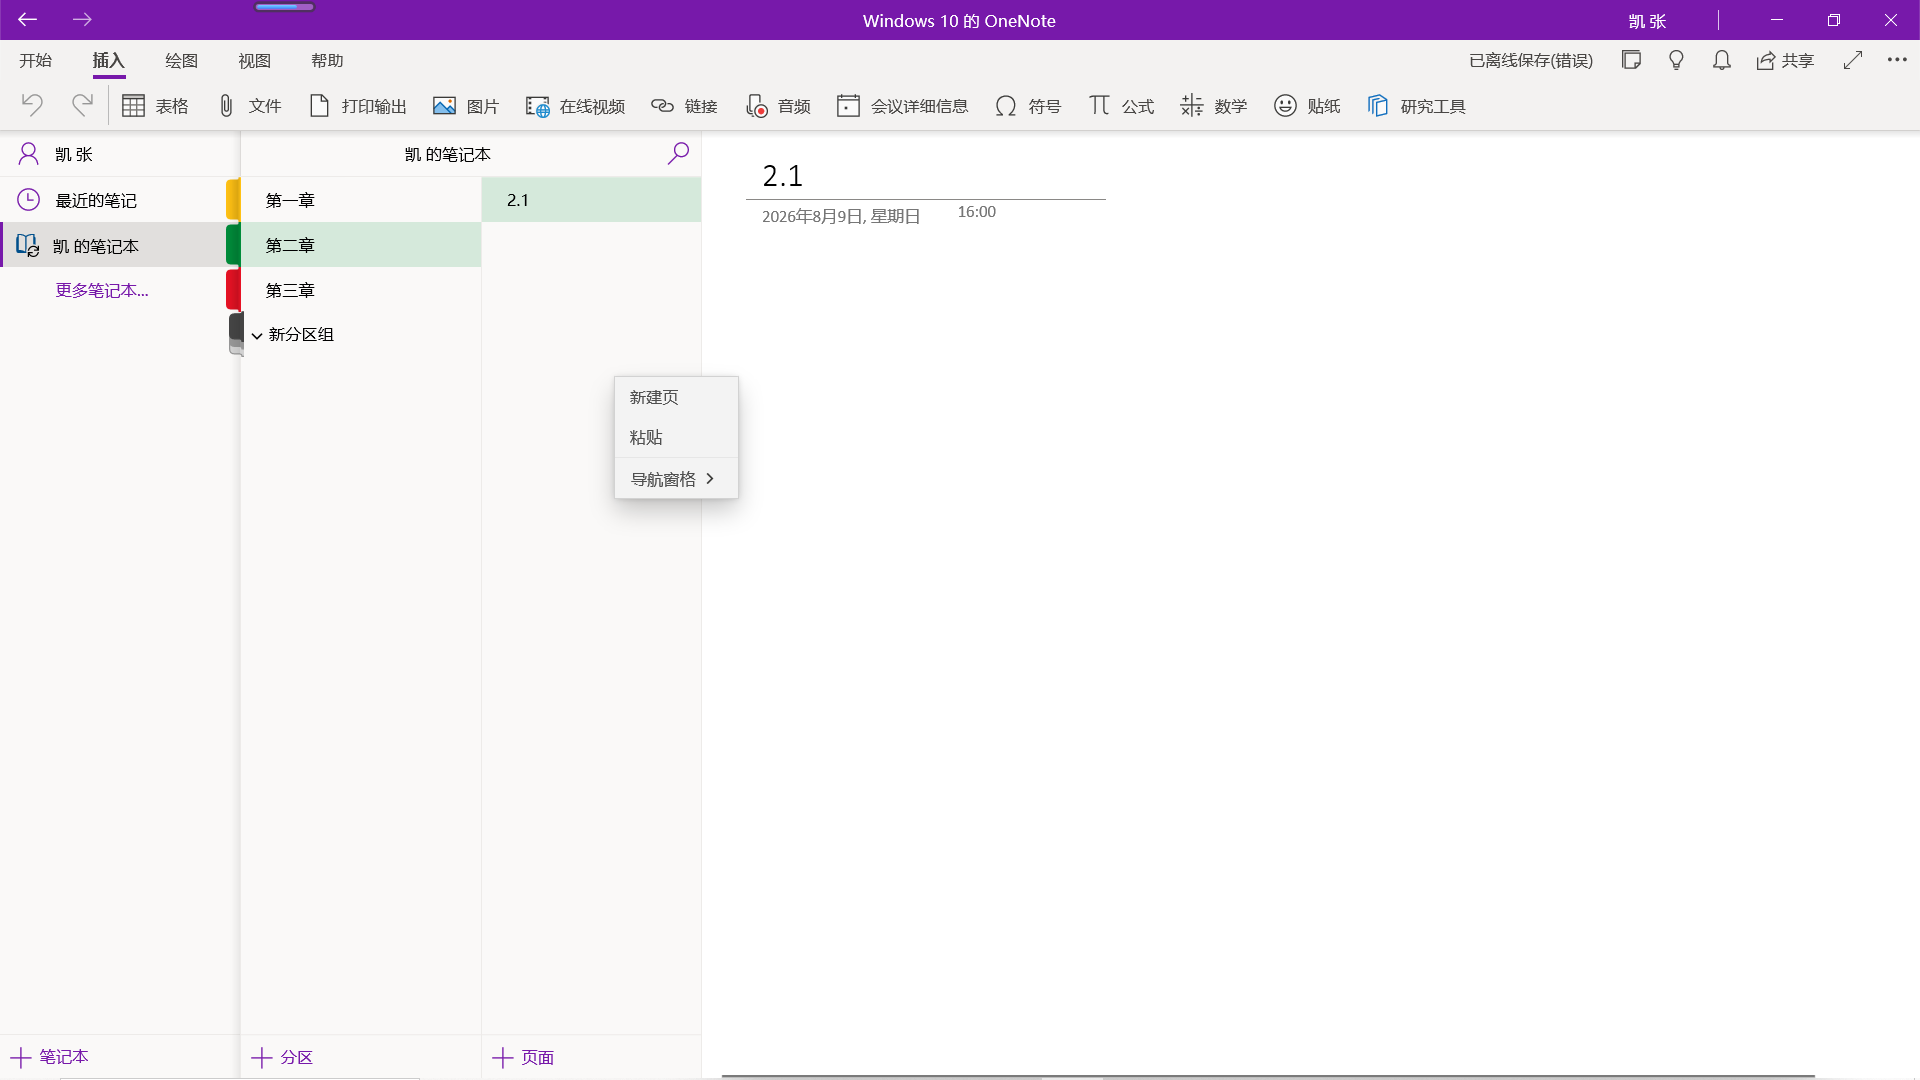 Windows 10 的 OneNote
凯 张
开始 插入 绘图 视图 帮助
已离线保存(错误) 共享
表格 文件 打印输出 图片 在线视频 链接 音频 会议详细信息 符号 公式 数学 贴纸 研究工具
凯 张
凯 的笔记本
最近的笔记
凯 的笔记本
更多笔记本...
第一章
第二章
第三章
新分区组
2.1
新建页
粘贴
导航窗格
2.1
2026年8月9日, 星期日 16:00
笔记本
分区
页面